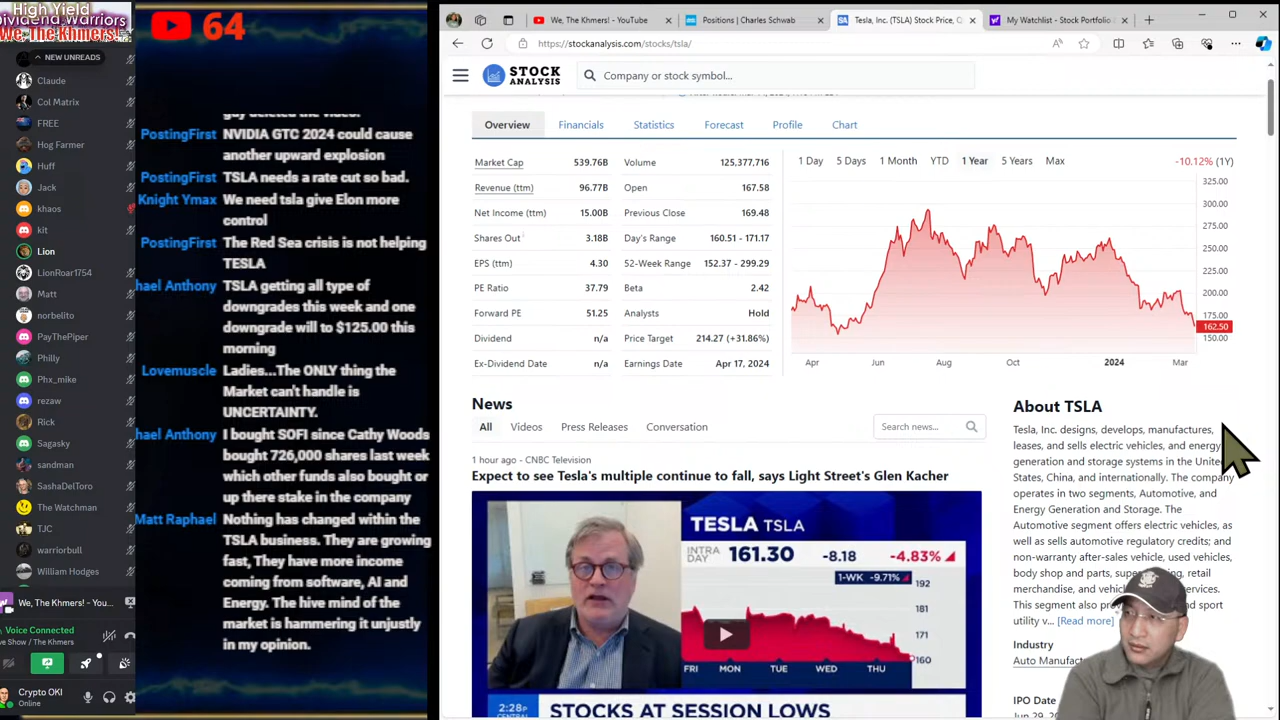 High Yield
Dividend Warriors
We, The Khmers!
NEW UNREADS
Claude
Col Matrix
FREE
Hog Farmer
Huff
Jack
khaos
kit
Lion
LionRoar1754
Matt
norbelito
PayThePiper
Philly
Phx_mike
rezaw
Rick
Sagasky
sandman
SashaDelToro
The Watchman
TJC
warriorbull
William Hodges
We, The Khmers! - You...
Voice Connected
ve Show / The Khmers
Crypto OKI
Online
64
guy deleted the video.
PostingFirst NVIDIA GTC 2024 could cause
another upward explosion
PostingFirst TSLA needs a rate cut so bad.
Knight Ymax We need tsla give Elon more
control
PostingFirst The Red Sea crisis is not helping
TESLA
hael Anthony TSLA getting all type of
downgrades this week and one
downgrade will to $125.00 this
morning
Lovemuscle Ladies...The ONLY thing the
Market can't handle is
UNCERTAINTY.
hael Anthony I bought SOFI since Cathy Woods
bought 726,000 shares last week
which other funds also bought or
up there stake in the company
Matt Raphael Nothing has changed within the
TSLA business. They are growing
fast, They have more income
coming from software, AI and
Energy. The hive mind of the
market is hammering it unjustly
in my opinion.
We, The Khmers! - YouTube
Positions | Charles Schwab
Tesla, Inc. (TSLA) Stock Price, Q
My Watchlist - Stock Portfolio &
https://stockanalysis.com/stocks/tsla/
STOCK
ANALYSIS
Company or stock symbol...
Overview Financials Statistics Forecast Profile Chart
Market Cap 539.76B Volume 125,377,716
Revenue (ttm) 96.77B Open 167.58
Net Income (ttm) 15.00B Previous Close 169.48
Shares Out 3.18B Day's Range 160.51 - 171.17
EPS (ttm) 4.30 52-Week Range 152.37 - 299.29
PE Ratio 37.79 Beta 2.42
Forward PE 51.25 Analysts Hold
Dividend n/a Price Target 214.27 (+31.86%)
Ex-Dividend Date n/a Earnings Date Apr 17, 2024
1 Day 5 Days 1 Month YTD 1 Year 5 Years Max -10.12% (1Y)
325.00
300.00
275.00
250.00
225.00
200.00
175.00
162.50
150.00
Apr Jun Aug Oct 2024 Mar
News
All Videos Press Releases Conversation
Search news...
1 hour ago - CNBC Television
Expect to see Tesla's multiple continue to fall, says Light Street's Glen Kacher
TESLA TSLA
INTRA
DAY 161.30 -8.18 -4.83%
1-WK -9.71%
192
181
171
160
FRI MON TUE WED THU
2:28P
CENTRAL
STOCKS AT SESSION LOWS
About TSLA
Tesla, Inc. designs, develops, manufactures,
leases, and sells electric vehicles, and energy
generation and storage systems in the United
States, China, and internationally. The company
operates in two segments, Automotive, and
Energy Generation and Storage. The
Automotive segment offers electric vehicles, as
well as sells automotive regulatory credits; and
non-warranty after-sales vehicle, used vehicles,
body shop and parts, retail
merchandise, and services.
This segment also and sport
utility v... [Read more]
Industry
Auto Manufact
IPO Date